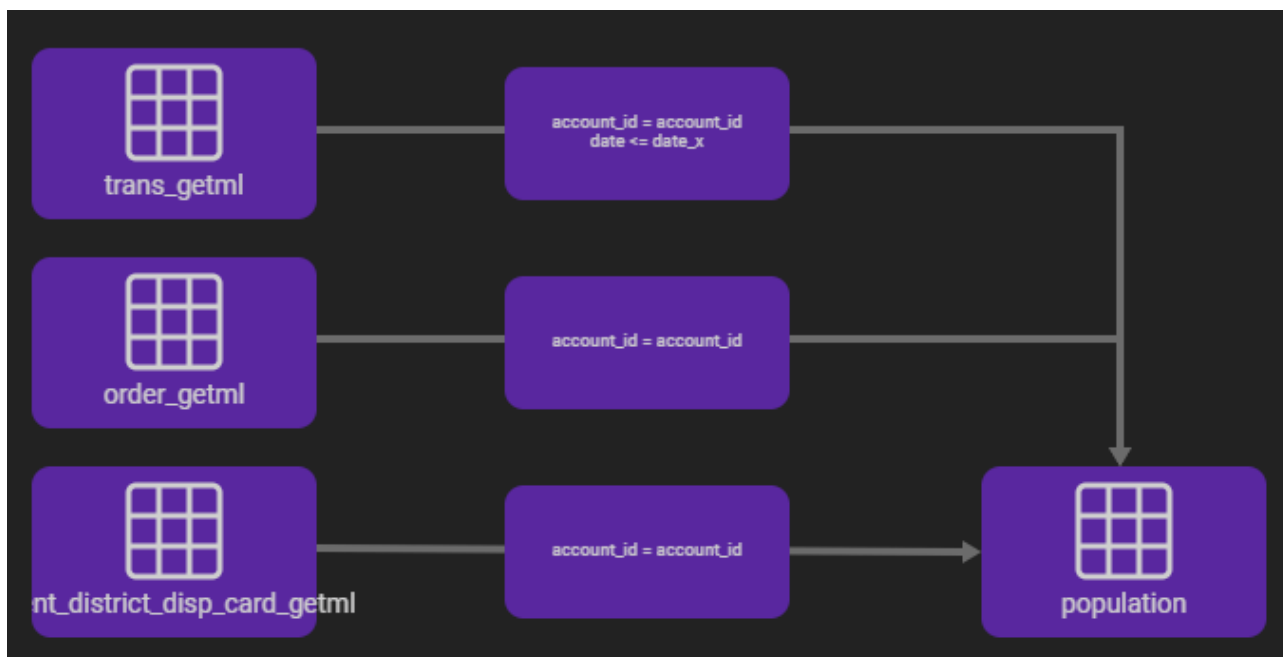 trans_getml
account_id = account_id
date <= date_x
order_getml
account_id = account_id
nt_district_disp_card_getml
account_id = account_id
population